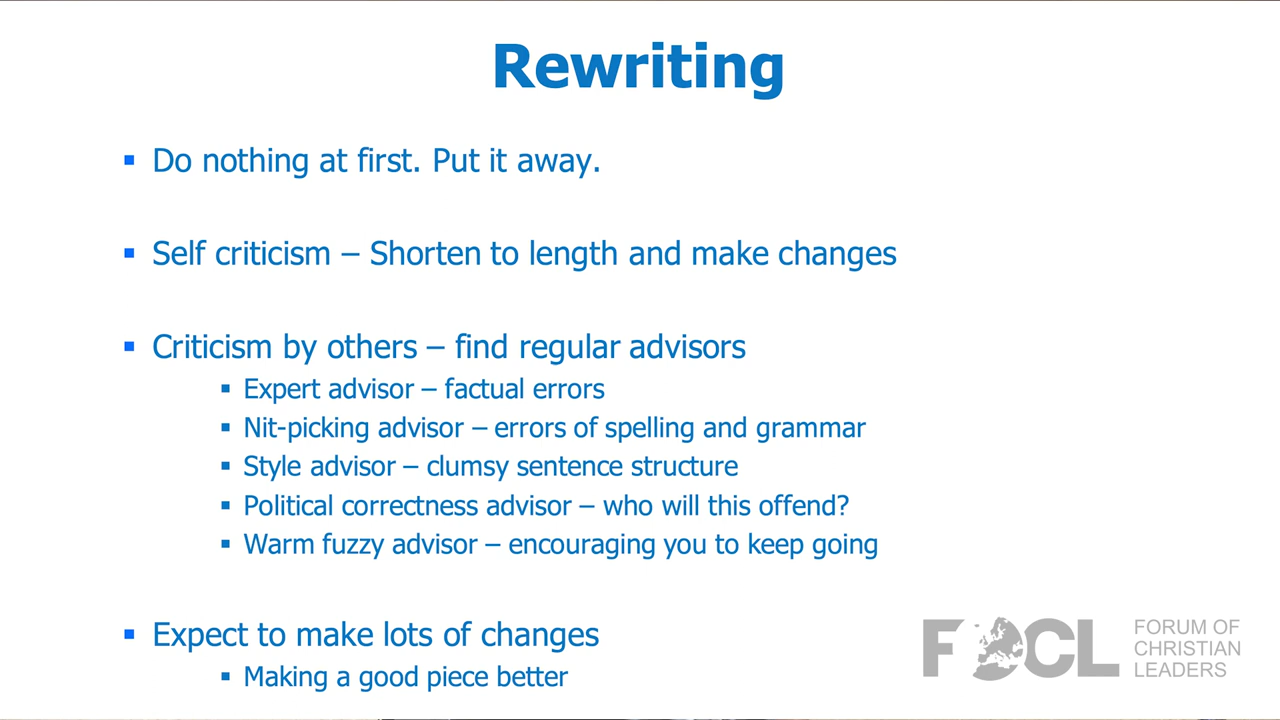 Rewriting
▪ Do nothing at first. Put it away.
▪ Self criticism – Shorten to length and make changes
▪ Criticism by others – find regular advisors
▪ Expert advisor – factual errors
▪ Nit-picking advisor – errors of spelling and grammar
▪ Style advisor – clumsy sentence structure
▪ Political correctness advisor – who will this offend?
▪ Warm fuzzy advisor – encouraging you to keep going
▪ Expect to make lots of changes
▪ Making a good piece better
FOCL
FORUM OF
CHRISTIAN
LEADERS